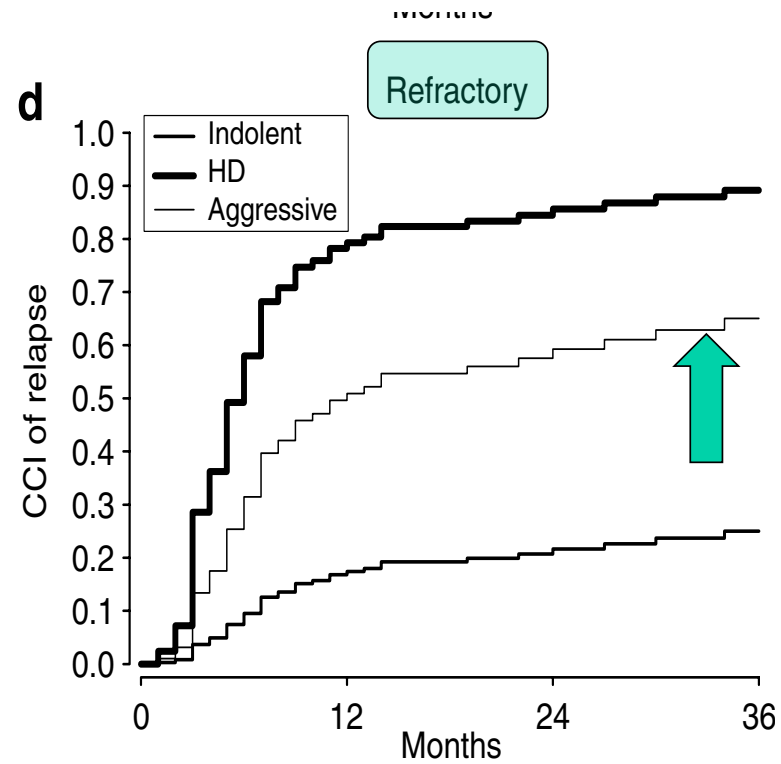 Months
Refractory
d
Indolent
HD
Aggressive
1.0
0.9
0.8
0.7
0.6
0.5
0.4
0.3
0.2
0.1
0.0
CCI of relapse
0 12 24 36
Months